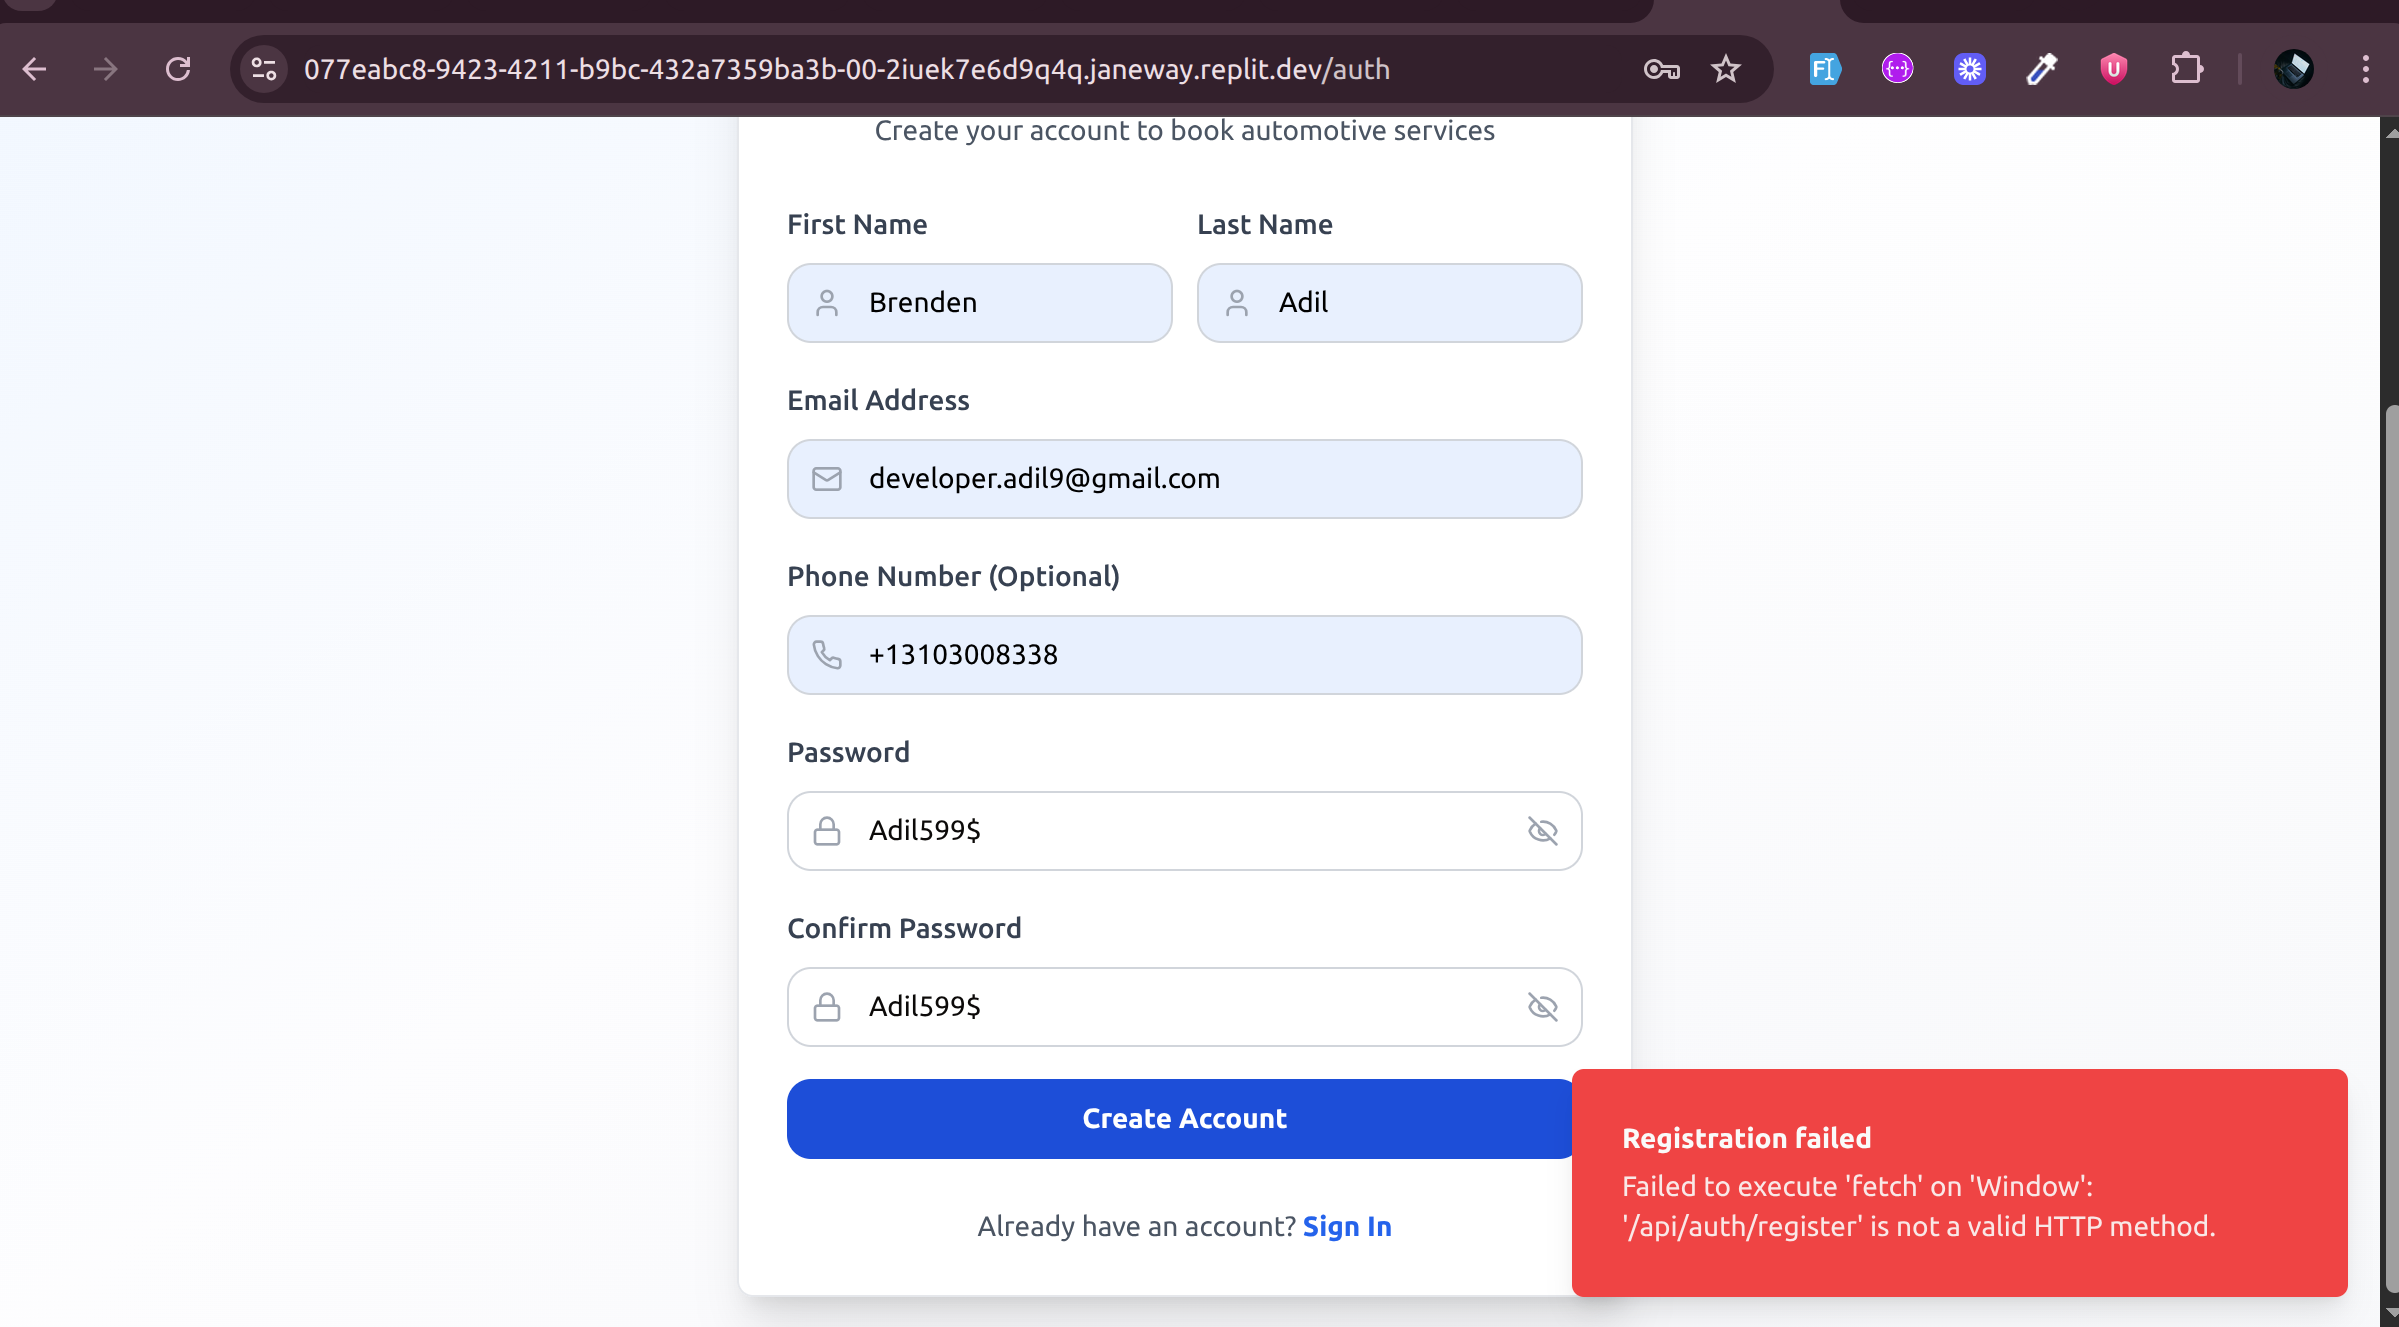 077eabc8-9423-4211-b9bc-432a7359ba3b-00-2iuek7e6d9q4q.janeway.replit.dev/auth
Create your account to book automotive services
First Name
Last Name
Brenden
Adil
Email Address
developer.adil9@gmail.com
Phone Number (Optional)
+13103008338
Password
Adil599$
Confirm Password
Adil599$
Create Account
Already have an account? Sign In
Registration failed
Failed to execute 'fetch' on 'Window':
'/api/auth/register' is not a valid HTTP method.